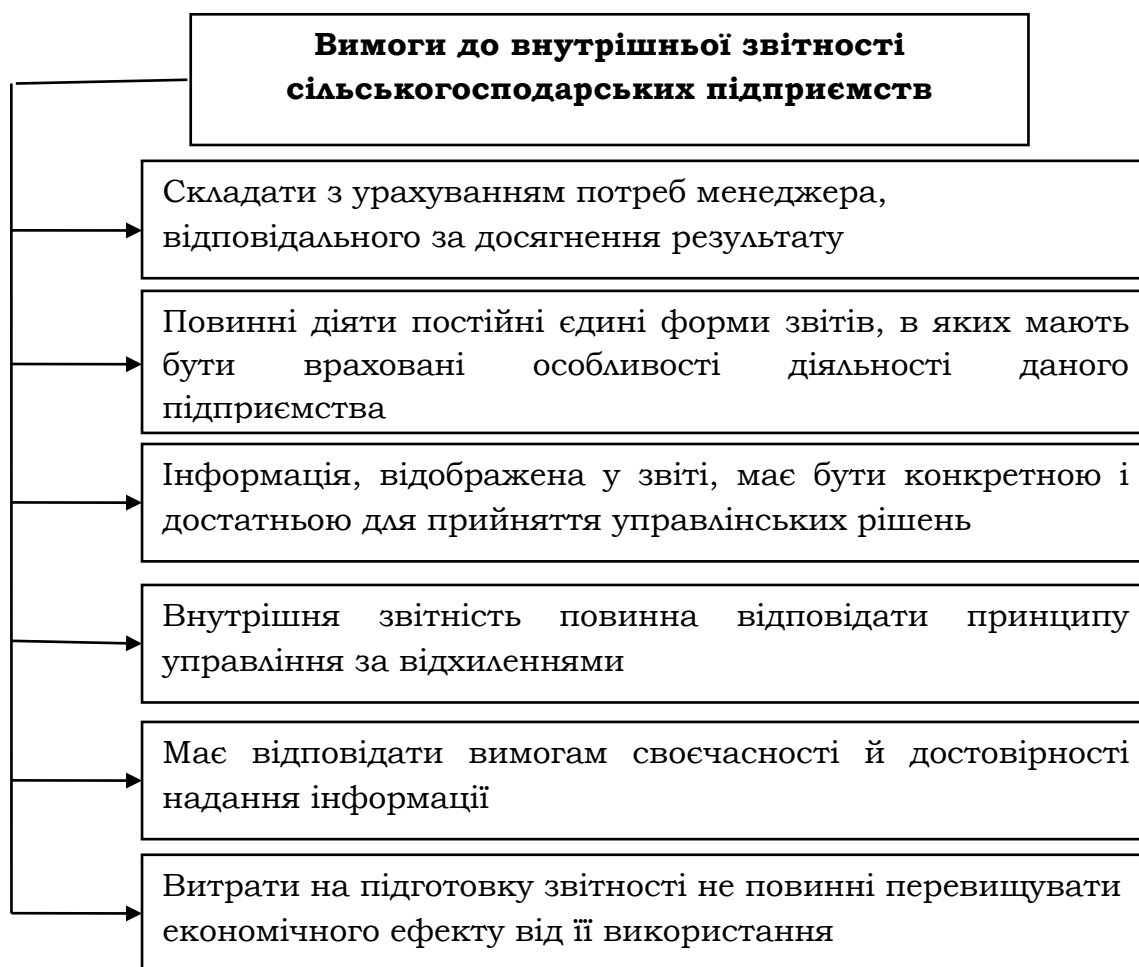 Вимоги до внутрішньої звітності
сільськогосподарських підприємств
Складати з урахуванням потреб менеджера,
відповідального за досягнення результату
Повинні діяти постійні єдині форми звітів, в яких мають
бути враховані особливості діяльності даного
підприємства
Інформація, відображена у звіті, має бути конкретною і
достатньою для прийняття управлінських рішень
Внутрішня звітність повинна відповідати принципу
управління за відхиленнями
Має відповідати вимогам своєчасності й достовірності
надання інформації
Витрати на підготовку звітності не повинні перевищувати
економічного ефекту від її використання